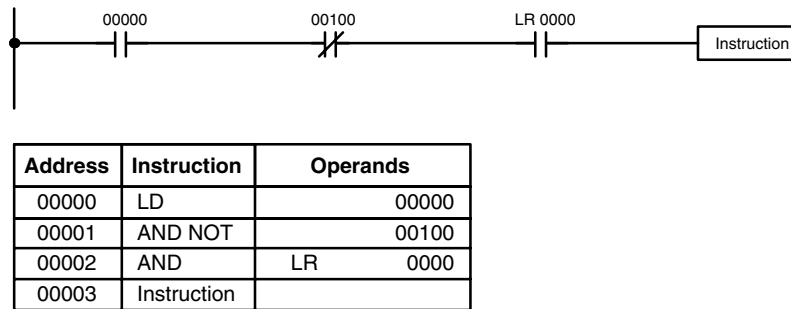 00000 00100 LR 0000
Instruction
Address Instruction Operands
00000 LD 00000
00001 AND NOT 00100
00002 AND LR 0000
00003 Instruction